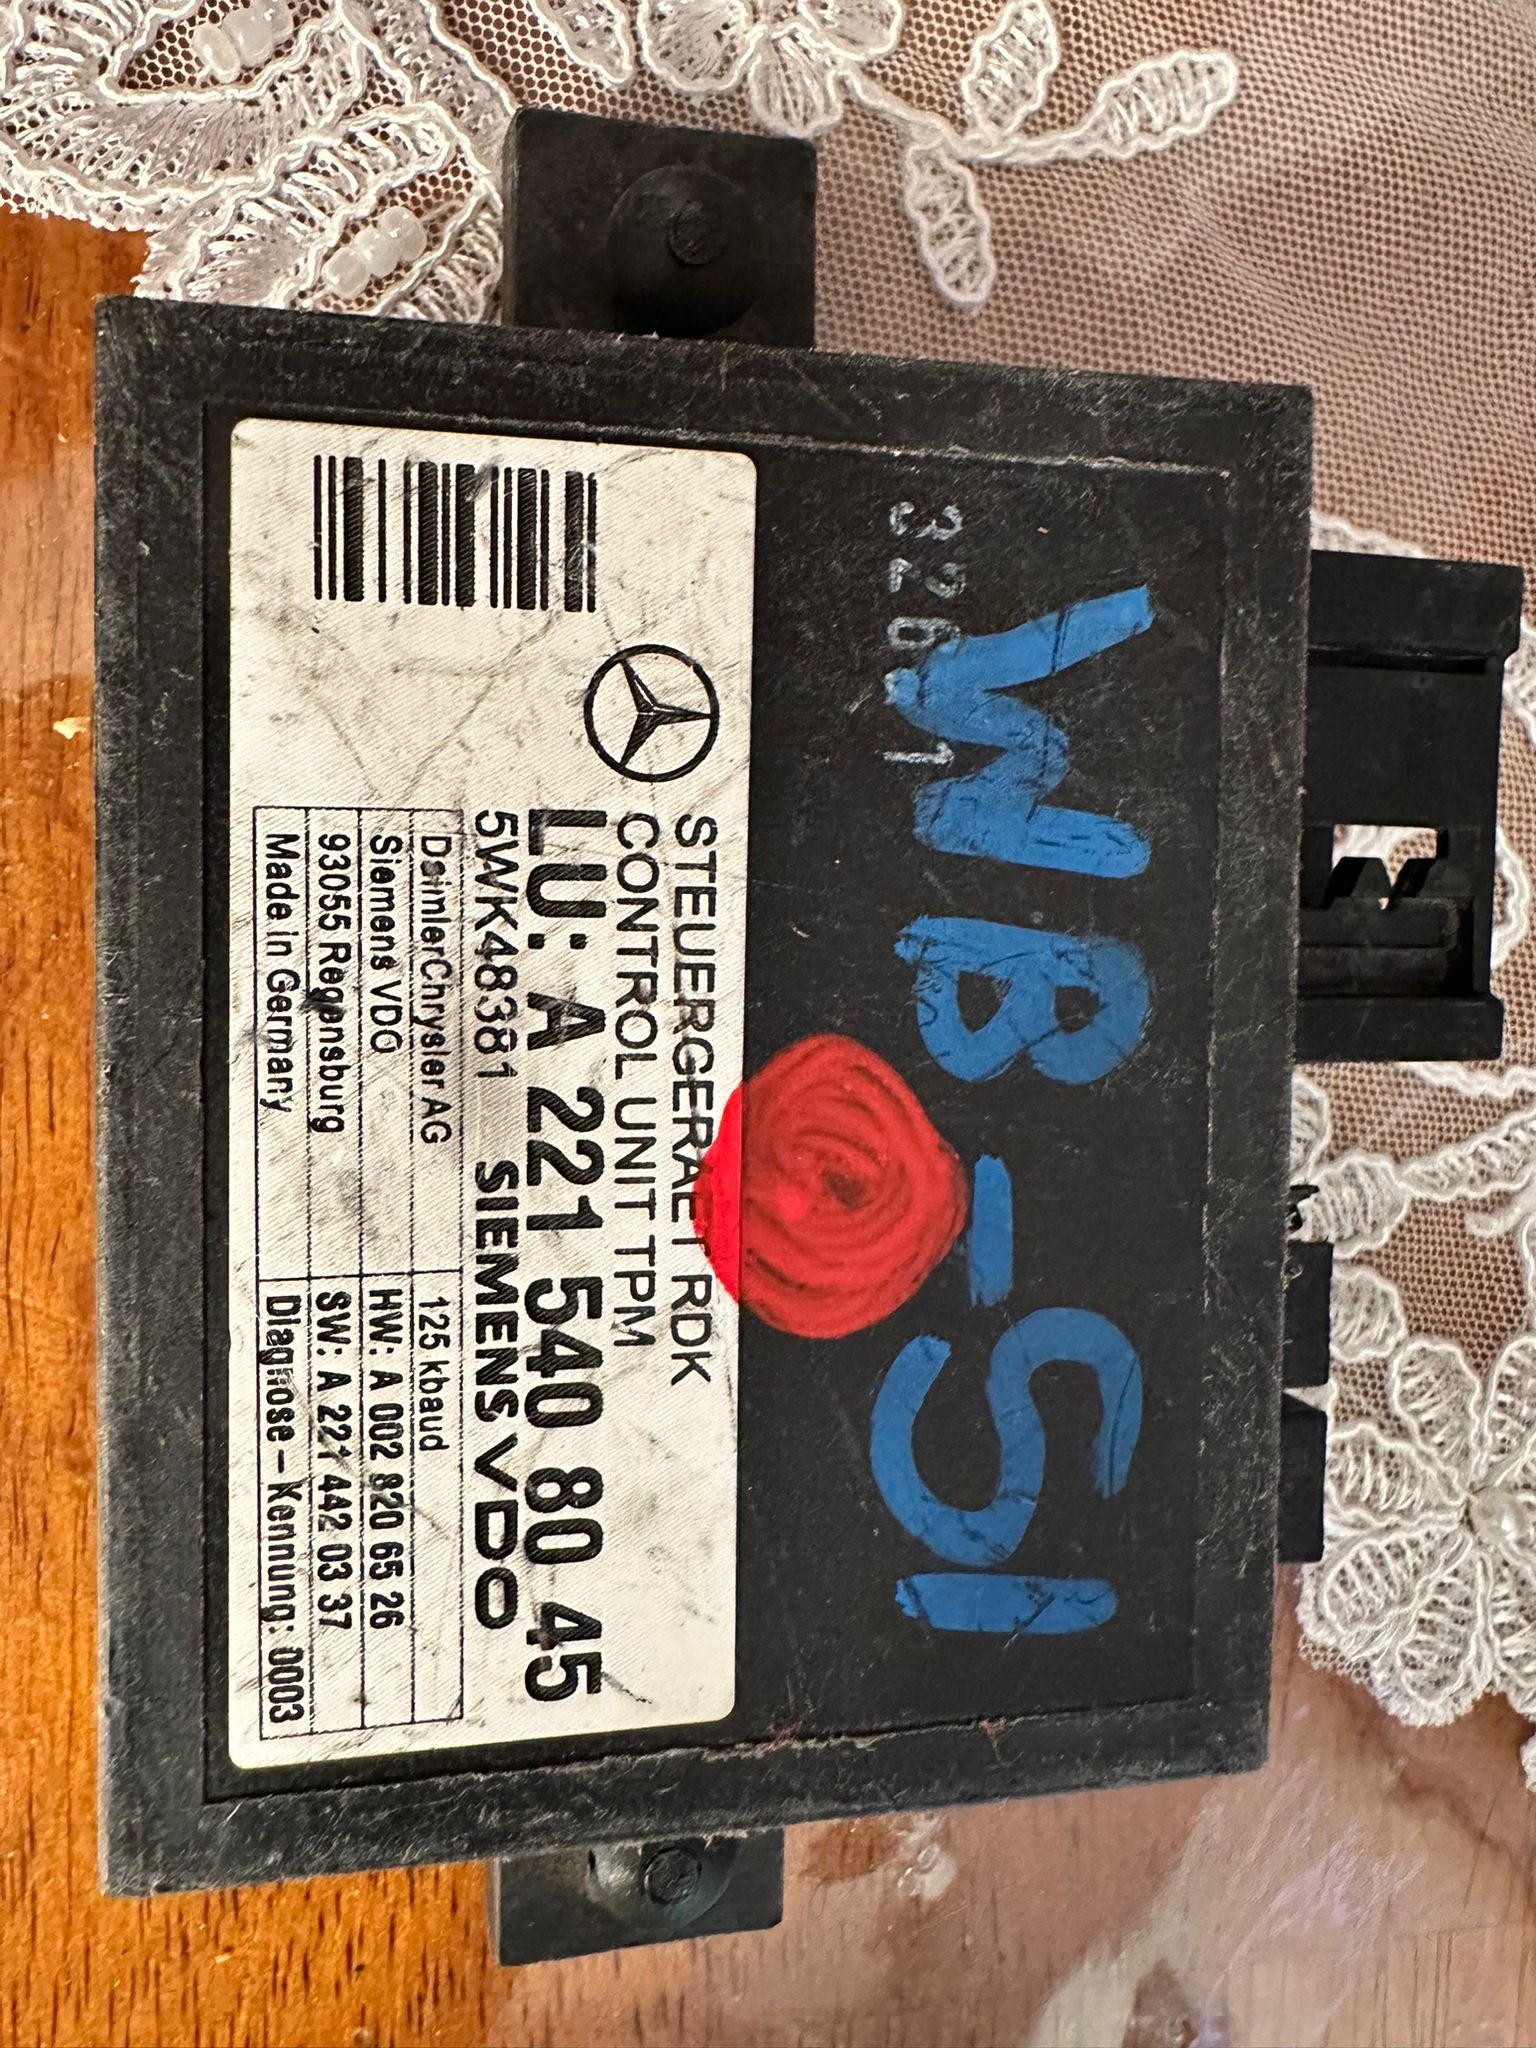 3261
WB-SI
STEUERGERAET RDK
CONTROL UNIT TPM
LU: A 221 540 80 45
5WK48381 SIEMENS VDO
DaimlerChrysler AG 125 kbaud
Siemens VDO HW: A 002 820 65 26
93055 Regensburg SW: A 221 442 03 37
Made in Germany Diagnose-Kennung: 0003